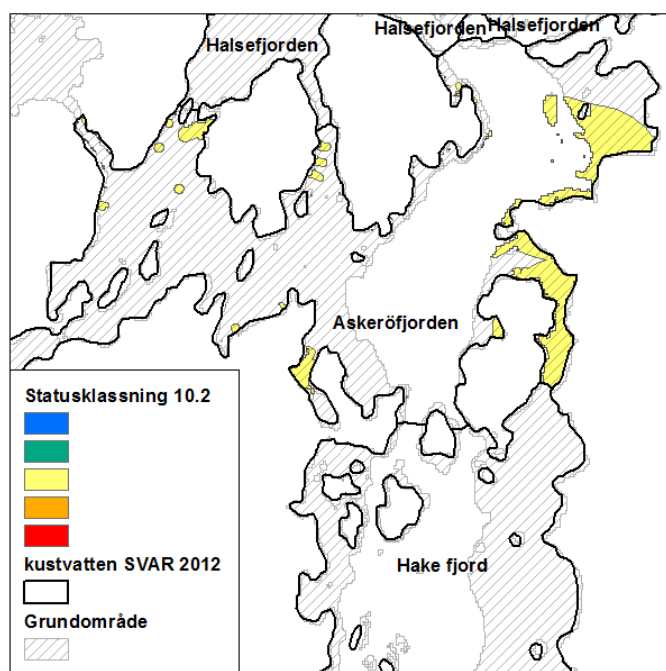 Halsefjorden
Halsefjorden
Halsefjorden
Askeröfjorden
Statusklassning 10.2
kustvatten SVAR 2012
Hake fjord
Grundområde